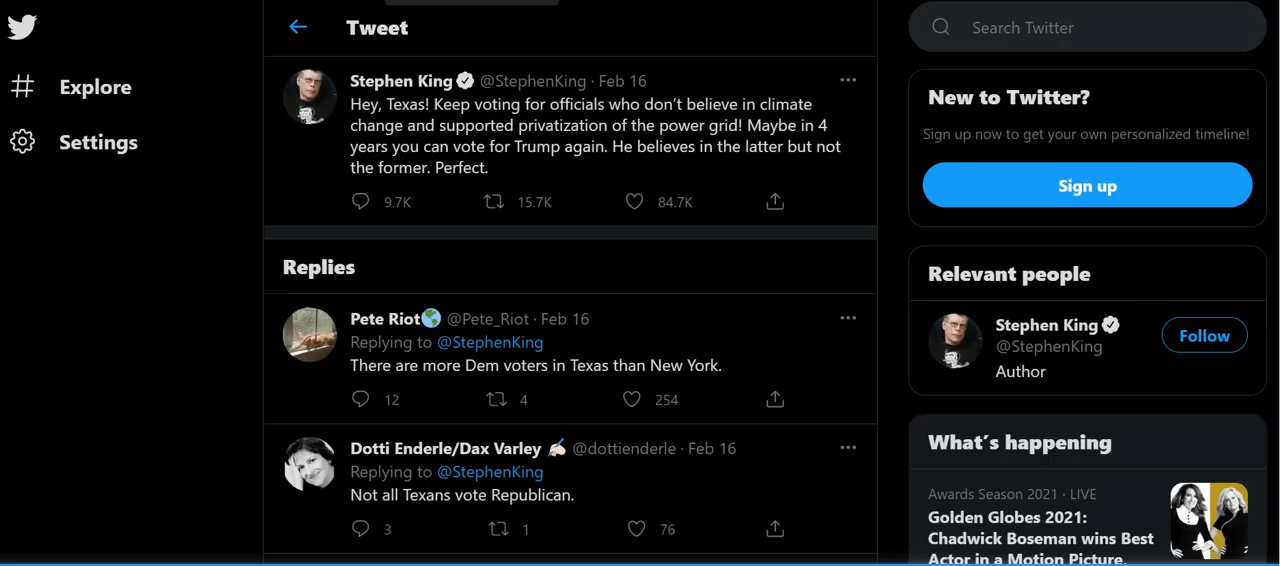 Explore
Settings
Tweet
Stephen King @StephenKing · Feb 16
Hey, Texas! Keep voting for officials who don’t believe in climate
change and supported privatization of the power grid! Maybe in 4
years you can vote for Trump again. He believes in the latter but not
the former. Perfect.
9.7K 15.7K 84.7K
Replies
Pete Riot🌎 @Pete_Riot · Feb 16
Replying to @StephenKing
There are more Dem voters in Texas than New York.
12 4 254
Dotti Enderle/Dax Varley ✍🏻 @dottienderle · Feb 16
Replying to @StephenKing
Not all Texans vote Republican.
3 1 76
Search Twitter
New to Twitter?
Sign up now to get your own personalized timeline!
Sign up
Relevant people
Stephen King
@StephenKing
Follow
Author
What’s happening
Awards Season 2021 · LIVE
Golden Globes 2021:
Chadwick Boseman wins Best
Actor in a Motion Picture,